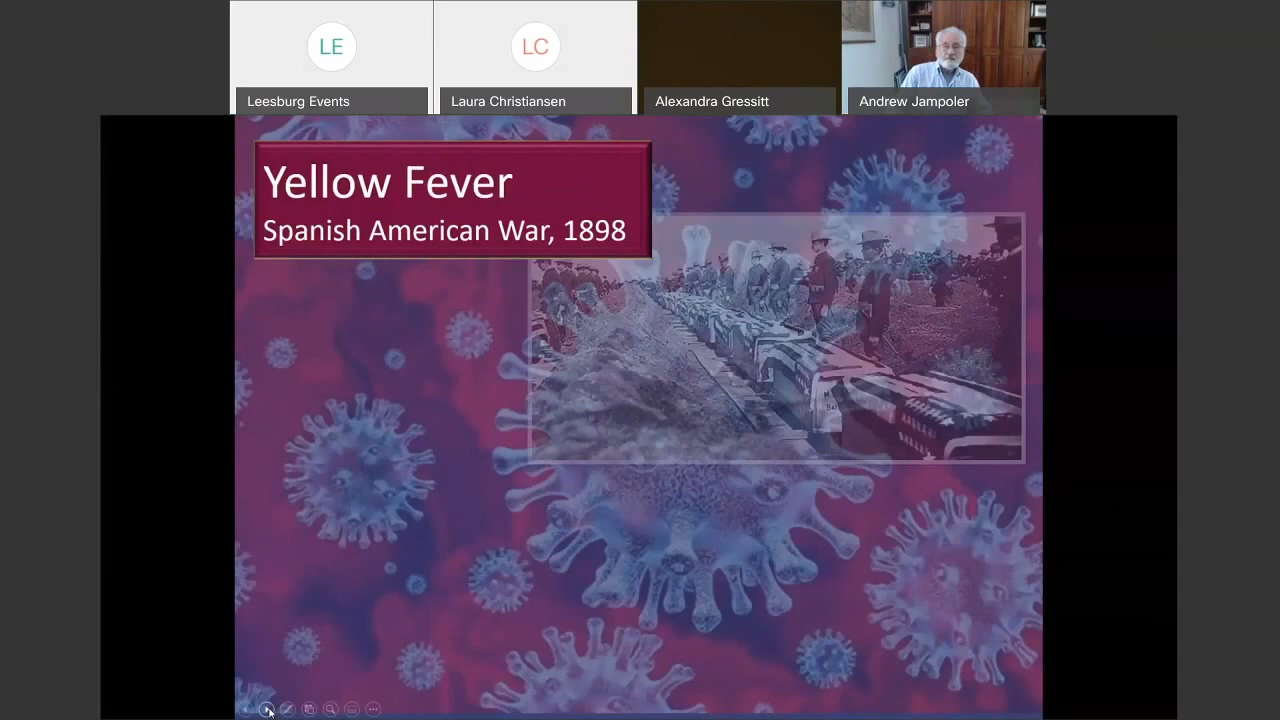 LE
LC
Leesburg Events
Laura Christiansen
Alexandra Gressitt
Andrew Jampoler
Yellow Fever
Spanish American War, 1898